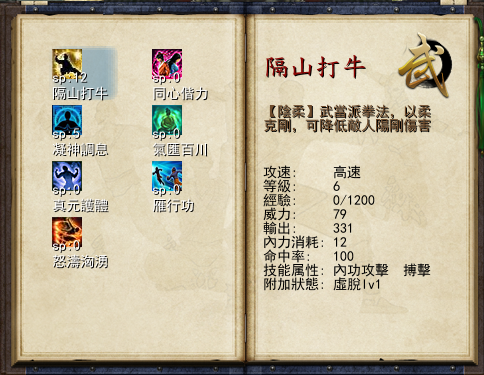 sp:12
隔山打牛
sp:0
同心偕力
sp:5
凝神調息
sp:0
氣匯百川
sp:0
真元護體
sp:0
雁行功
sp:0
怒濤洶湧
隔山打牛
武
【陰柔】武當派拳法，以柔
克剛，可降低敵人陽剛傷害
攻速： 高速
等級： 6
經驗： 0/1200
威力： 79
輸出： 331
內力消耗：12
命中率： 100
技能屬性：內功攻擊 搏擊
附加狀態：虛脫lv1